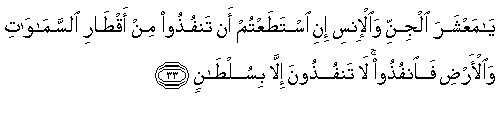 يَـٰمَعْشَرَ ٱلْجِنِّ وَٱلْإِنسِ إِنِ ٱسْتَطَعْتُمْ أَن تَنفُذُوا۟ مِنْ أَقْطَارِ ٱلسَّمَـٰوَٰتِ
وَٱلْأَرْضِ فَٱنفُذُوا۟ ۚ لَا تَنفُذُونَ إِلَّا بِسُلْطَـٰنٍ ٣٣